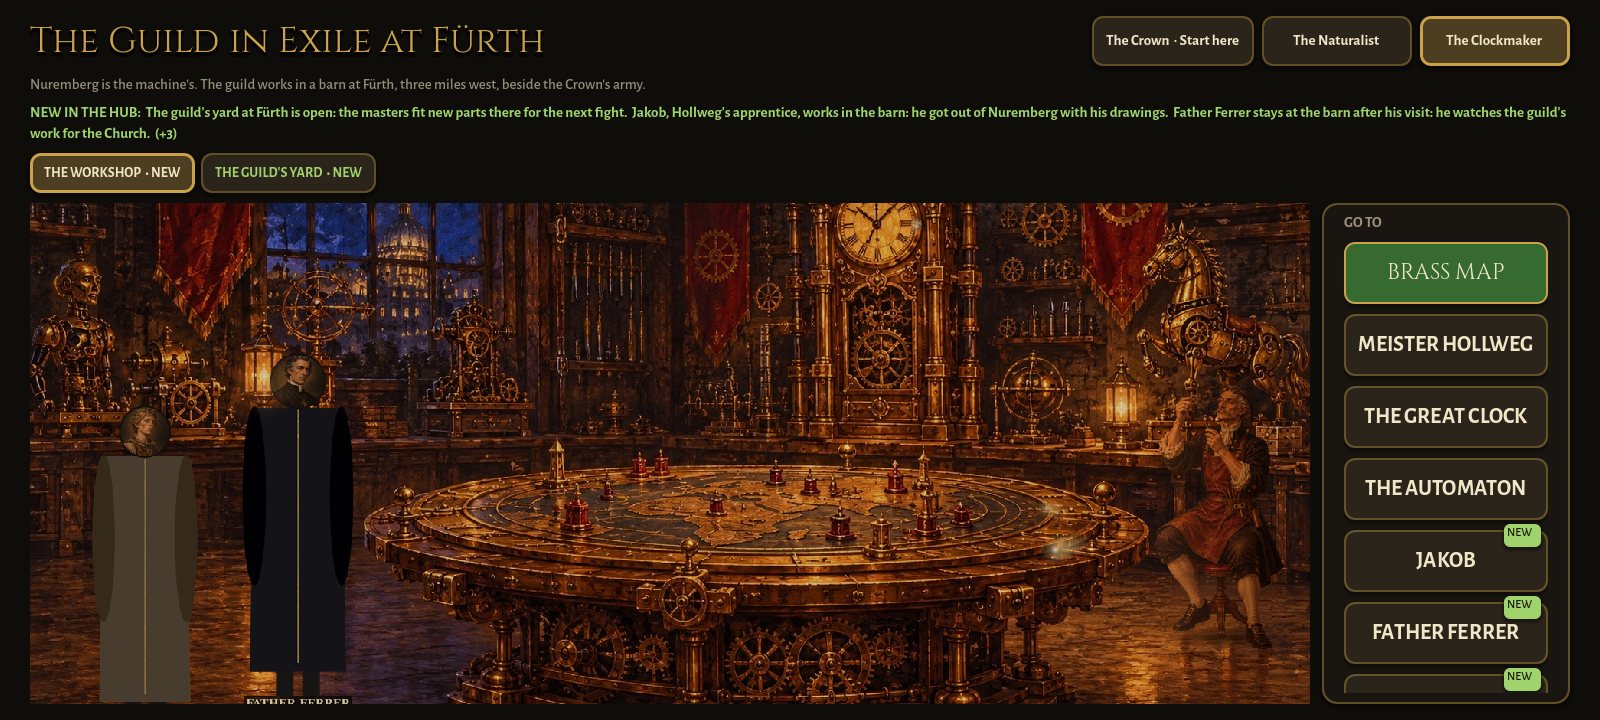 The Guild in Exile at Fürth
The Crown · Start here
The Naturalist
The Clockmaker
Nuremberg is the machine's. The guild works in a barn at Fürth, three miles west, beside the Crown's army.
NEW IN THE HUB: The guild's yard at Fürth is open: the masters fit new parts there for the next fight. Jakob, Hollweg's apprentice, works in the barn: he got out of Nuremberg with his drawings. Father Ferrer stays at the barn after his visit: he watches the guild's
work for the Church. (+3)
THE WORKSHOP · NEW
THE GUILD'S YARD · NEW
GO TO
BRASS MAP
MEISTER HOLLWEG
THE GREAT CLOCK
THE AUTOMATON
NEW
JAKOB
NEW
FATHER FERRER
NEW
FATHER FERRER